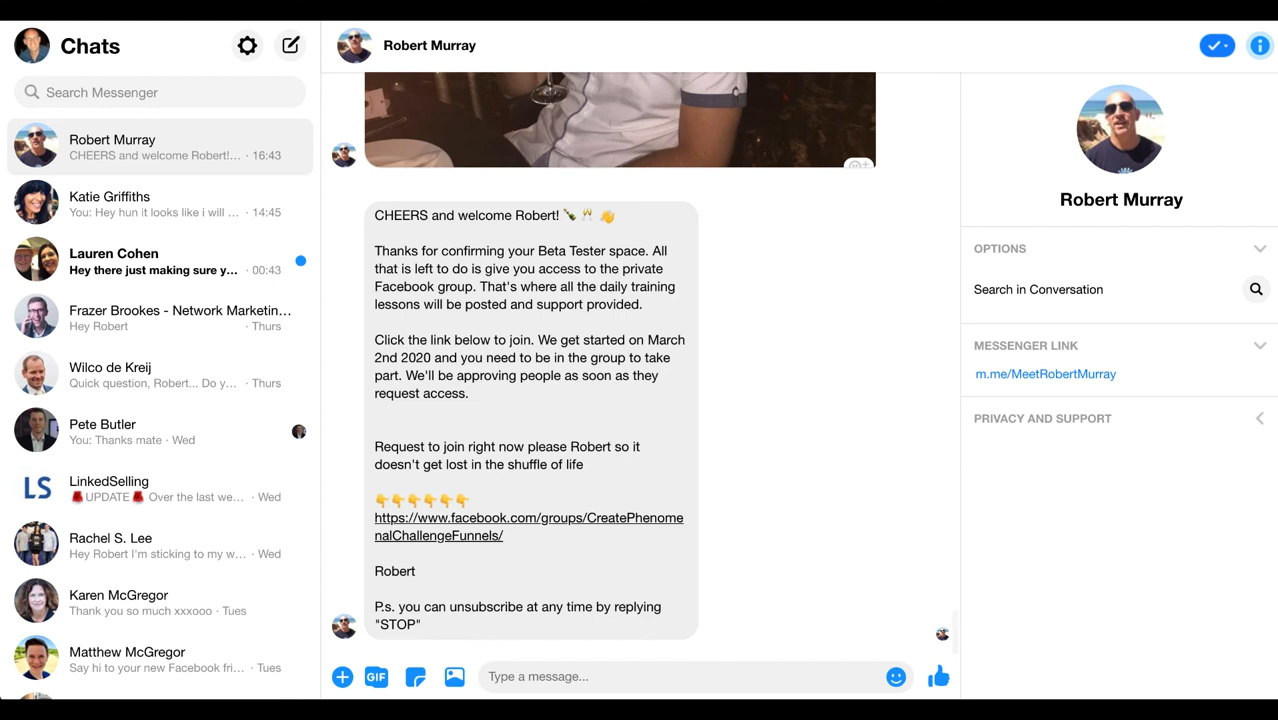 Chats
Search Messenger
Robert Murray
CHEERS and welcome Robert!... · 16:43
Katie Griffiths
You: Hey hun it looks like i will ... · 14:45
Lauren Cohen
Hey there just making sure y... · 00:43
Frazer Brookes - Network Marketin...
Hey Robert · Thurs
Wilco de Kreij
Quick question, Robert... Do y... · Thurs
Pete Butler
You: Thanks mate · Wed
LS
LinkedSelling
🥊UPDATE🥊 Over the last we... · Wed
Rachel S. Lee
Hey Robert I'm sticking to my w... · Wed
Karen McGregor
Thank you so much xxxooo · Tues
Matthew McGregor
Say hi to your new Facebook fri... · Tues
Robert Murray
CHEERS and welcome Robert! 🍾 🥂 👋
Thanks for confirming your Beta Tester space. All
that is left to do is give you access to the private
Facebook group. That's where all the daily training
lessons will be posted and support provided.
Click the link below to join. We get started on March
2nd 2020 and you need to be in the group to take
part. We'll be approving people as soon as they
request access.
Request to join right now please Robert so it
doesn't get lost in the shuffle of life
👇👇👇👇👇👇
https://www.facebook.com/groups/CreatePhenome
nalChallengeFunnels/
Robert
P.s. you can unsubscribe at any time by replying
"STOP"
GIF
Type a message...
Robert Murray
OPTIONS
Search in Conversation
MESSENGER LINK
m.me/MeetRobertMurray
PRIVACY AND SUPPORT